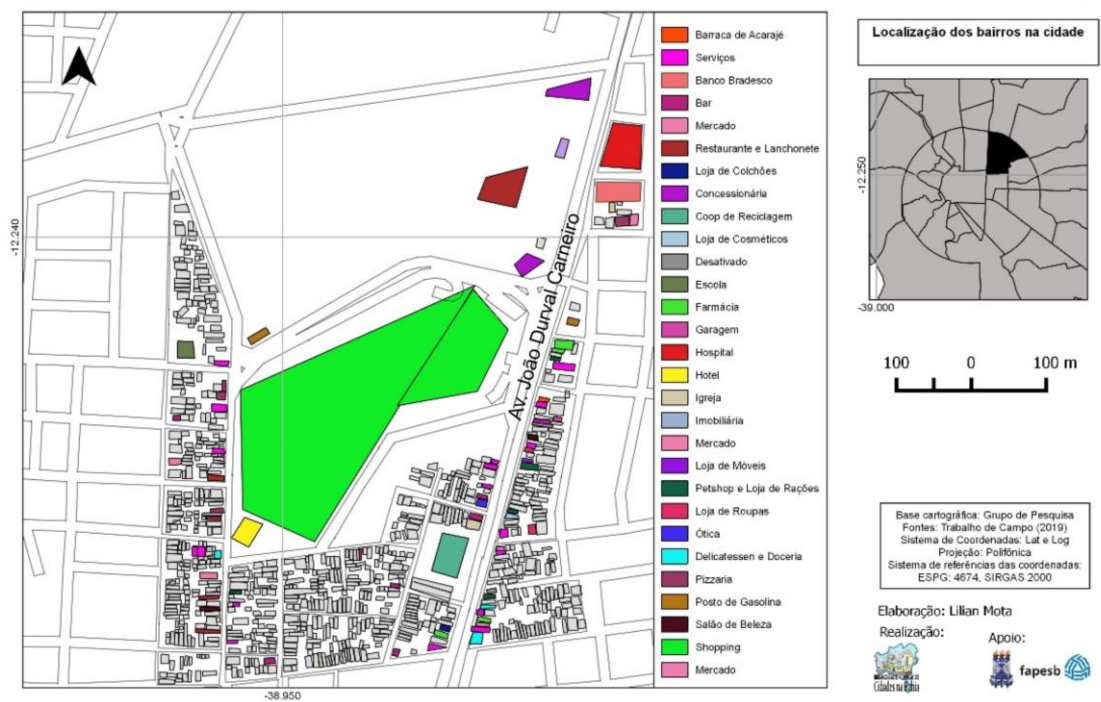 -12.240
-38.950
Av. João Durval Carneiro
Barraca de Acarajé
Serviços
Banco Bradesco
Bar
Mercado
Restaurante e Lanchonete
Loja de Colchões
Concessionária
Coop de Reciclagem
Loja de Cosméticos
Desativado
Escola
Farmácia
Garagem
Hospital
Hotel
Igreja
Imobiliária
Mercado
Loja de Móveis
Petshop e Loja de Rações
Loja de Roupas
Ótica
Delicatessen e Doceria
Pizzaria
Posto de Gasolina
Salão de Beleza
Shopping
Mercado
Localização dos bairros na cidade
-12.250
-39.000
100 0 100 m
Base cartográfica: Grupo de Pesquisa
Fontes: Trabalho de Campo (2019)
Sistema de Coordenadas: Lat e Log
Projeção: Polifônica
Sistema de referências das coordenadas:
ESPG: 4674, SIRGAS 2000
Elaboração: Lilian Mota
Realização:
Apoio:
Cidades na Bahia
fapesb